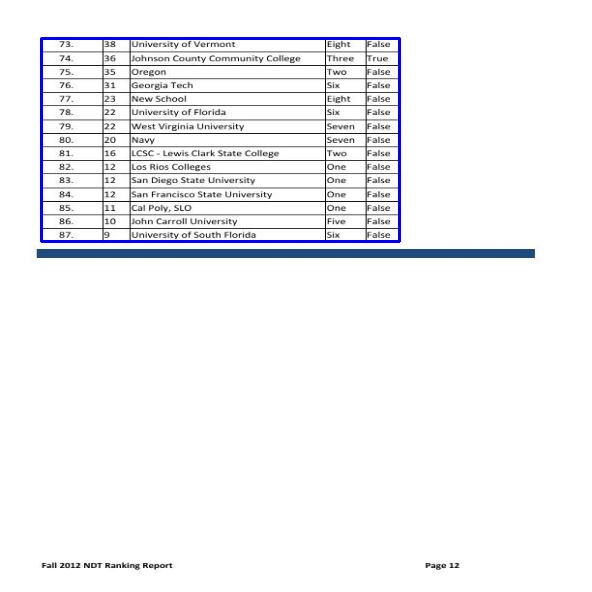 73. 38 University of Vermont Eight False
74. 36 Johnson County Community College Three True
75. 35 Oregon Two False
76. 31 Georgia Tech Six False
77. 23 New School Eight False
78. 22 University of Florida Six False
79. 22 West Virginia University Seven False
80. 20 Navy Seven False
81. 16 LCSC - Lewis Clark State College Two False
82. 12 Los Rios Colleges One False
83. 12 San Diego State University One False
84. 12 San Francisco State University One False
85. 11 Cal Poly, SLO One False
86. 10 John Carroll University Five False
87. 9 University of South Florida Six False
Fall 2012 NDT Ranking Report Page 12